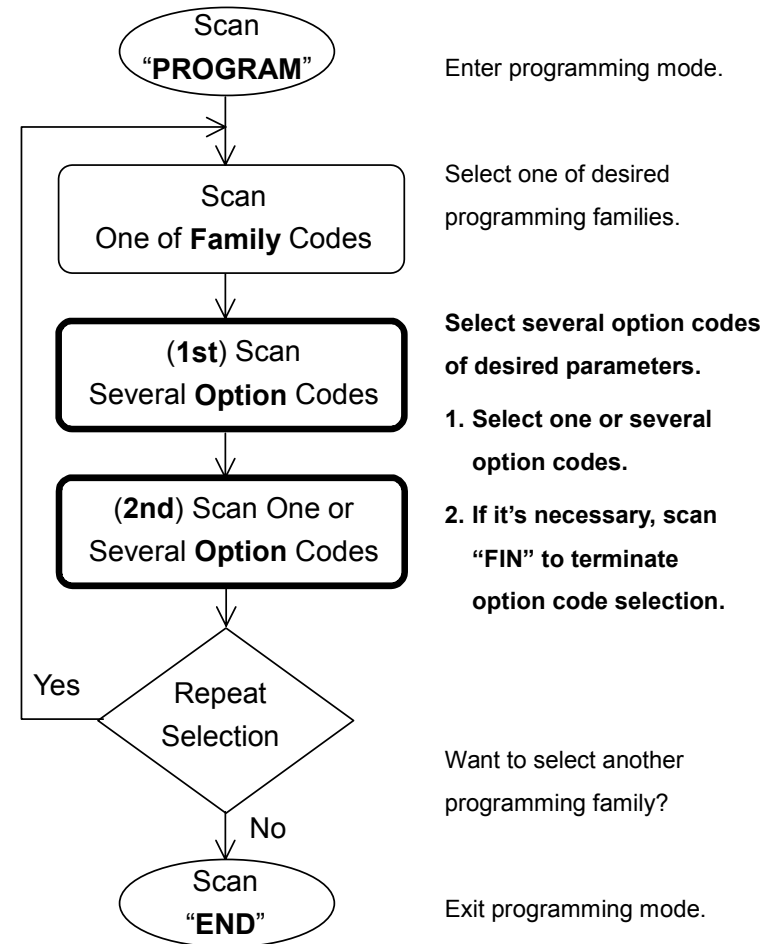 Scan
“PROGRAM”
Enter programming mode.
Scan
One of Family Codes
Select one of desired
programming families.
(1st) Scan
Several Option Codes
Select several option codes
of desired parameters.
1. Select one or several
option codes.
(2nd) Scan One or
Several Option Codes
2. If it’s necessary, scan
“FIN” to terminate
option code selection.
Yes
Repeat
Selection
Want to select another
programming family?
No
Scan
“END”
Exit programming mode.